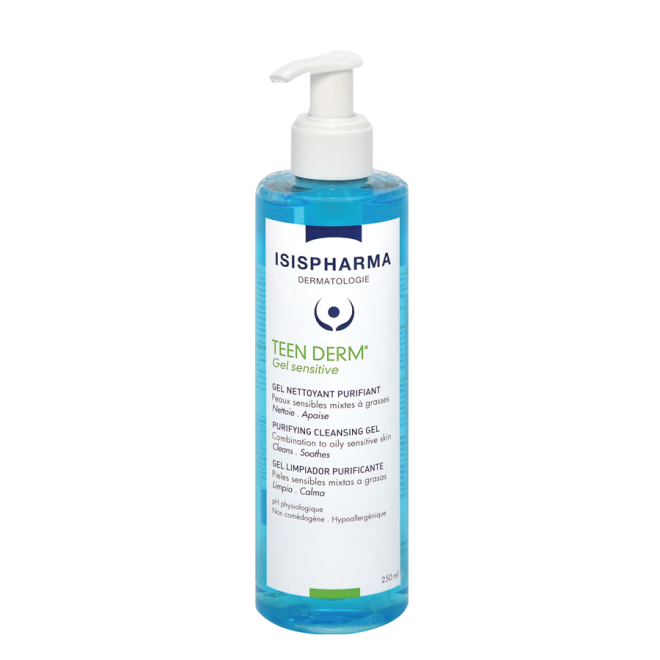 ISISPHARMA
DERMATOLOGIE
TEEN DERM®
Gel sensitive
GEL NETTOYANT PURIFIANT
Peaux sensibles mixtes à grasses
Nettoie . Apaise
PURIFYING CLEANSING GEL
Combination to oily sensitive skin
Cleans . Soothes
GEL LIMPIADOR PURIFICANTE
Pieles sensibles mixtas a grasas
Limpia . Calma
pH physiologique
Non comédogène . Hypoallergénique
250 ml